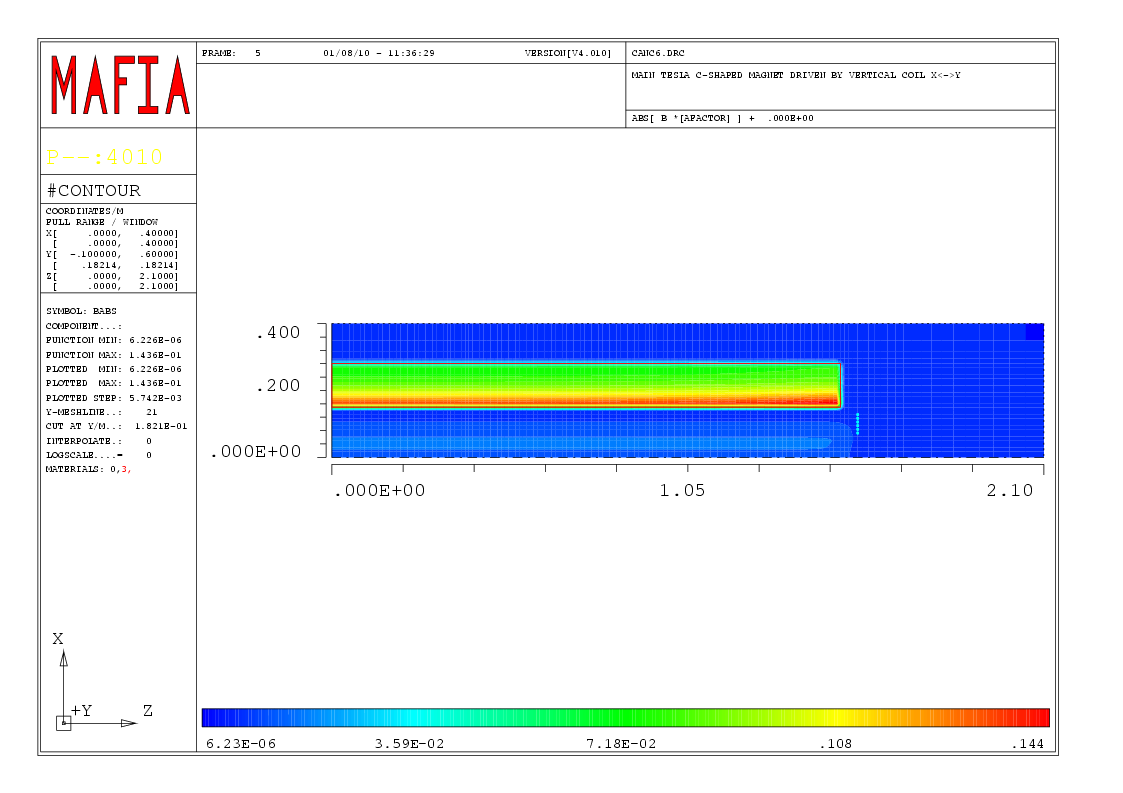 MAFIA
FRAME: 5 01/08/10 - 11:36:29 VERSION[V4.010] CANC6.DRC
MAIN TESLA C-SHAPED MAGNET DRIVEN BY VERTICAL COIL X<->Y
ABS[ B *[AFACTOR] ] + .000E+00
P--:4010
#CONTOUR
COORDINATES/M
FULL RANGE / WINDOW
X[ .0000, .40000]
[ .0000, .40000]
Y[ -.100000, .60000]
[ .18214, .18214]
Z[ .0000, 2.1000]
[ .0000, 2.1000]
SYMBOL: BABS
COMPONENT...:
FUNCTION MIN: 6.226E-06
FUNCTION MAX: 1.436E-01
PLOTTED MIN: 6.226E-06
PLOTTED MAX: 1.436E-01
PLOTTED STEP: 5.742E-03
Y-MESHLINE..: 21
CUT AT Y/M..: 1.821E-01
INTERPOLATE.: 0
LOGSCALE....= 0
MATERIALS: 0,3,
.400
.200
.000E+00
.000E+00 1.05 2.10
X
+Y Z
6.23E-06 3.59E-02 7.18E-02 .108 .144